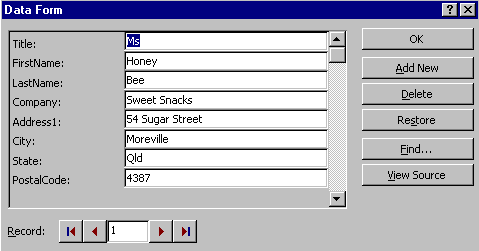 Data Form
Title: Ms
FirstName: Honey
LastName: Bee
Company: Sweet Snacks
Address1: 54 Sugar Street
City: Moreville
State: Qld
PostalCode: 4387
OK
Add New
Delete
Restore
Find...
View Source
Record: 1